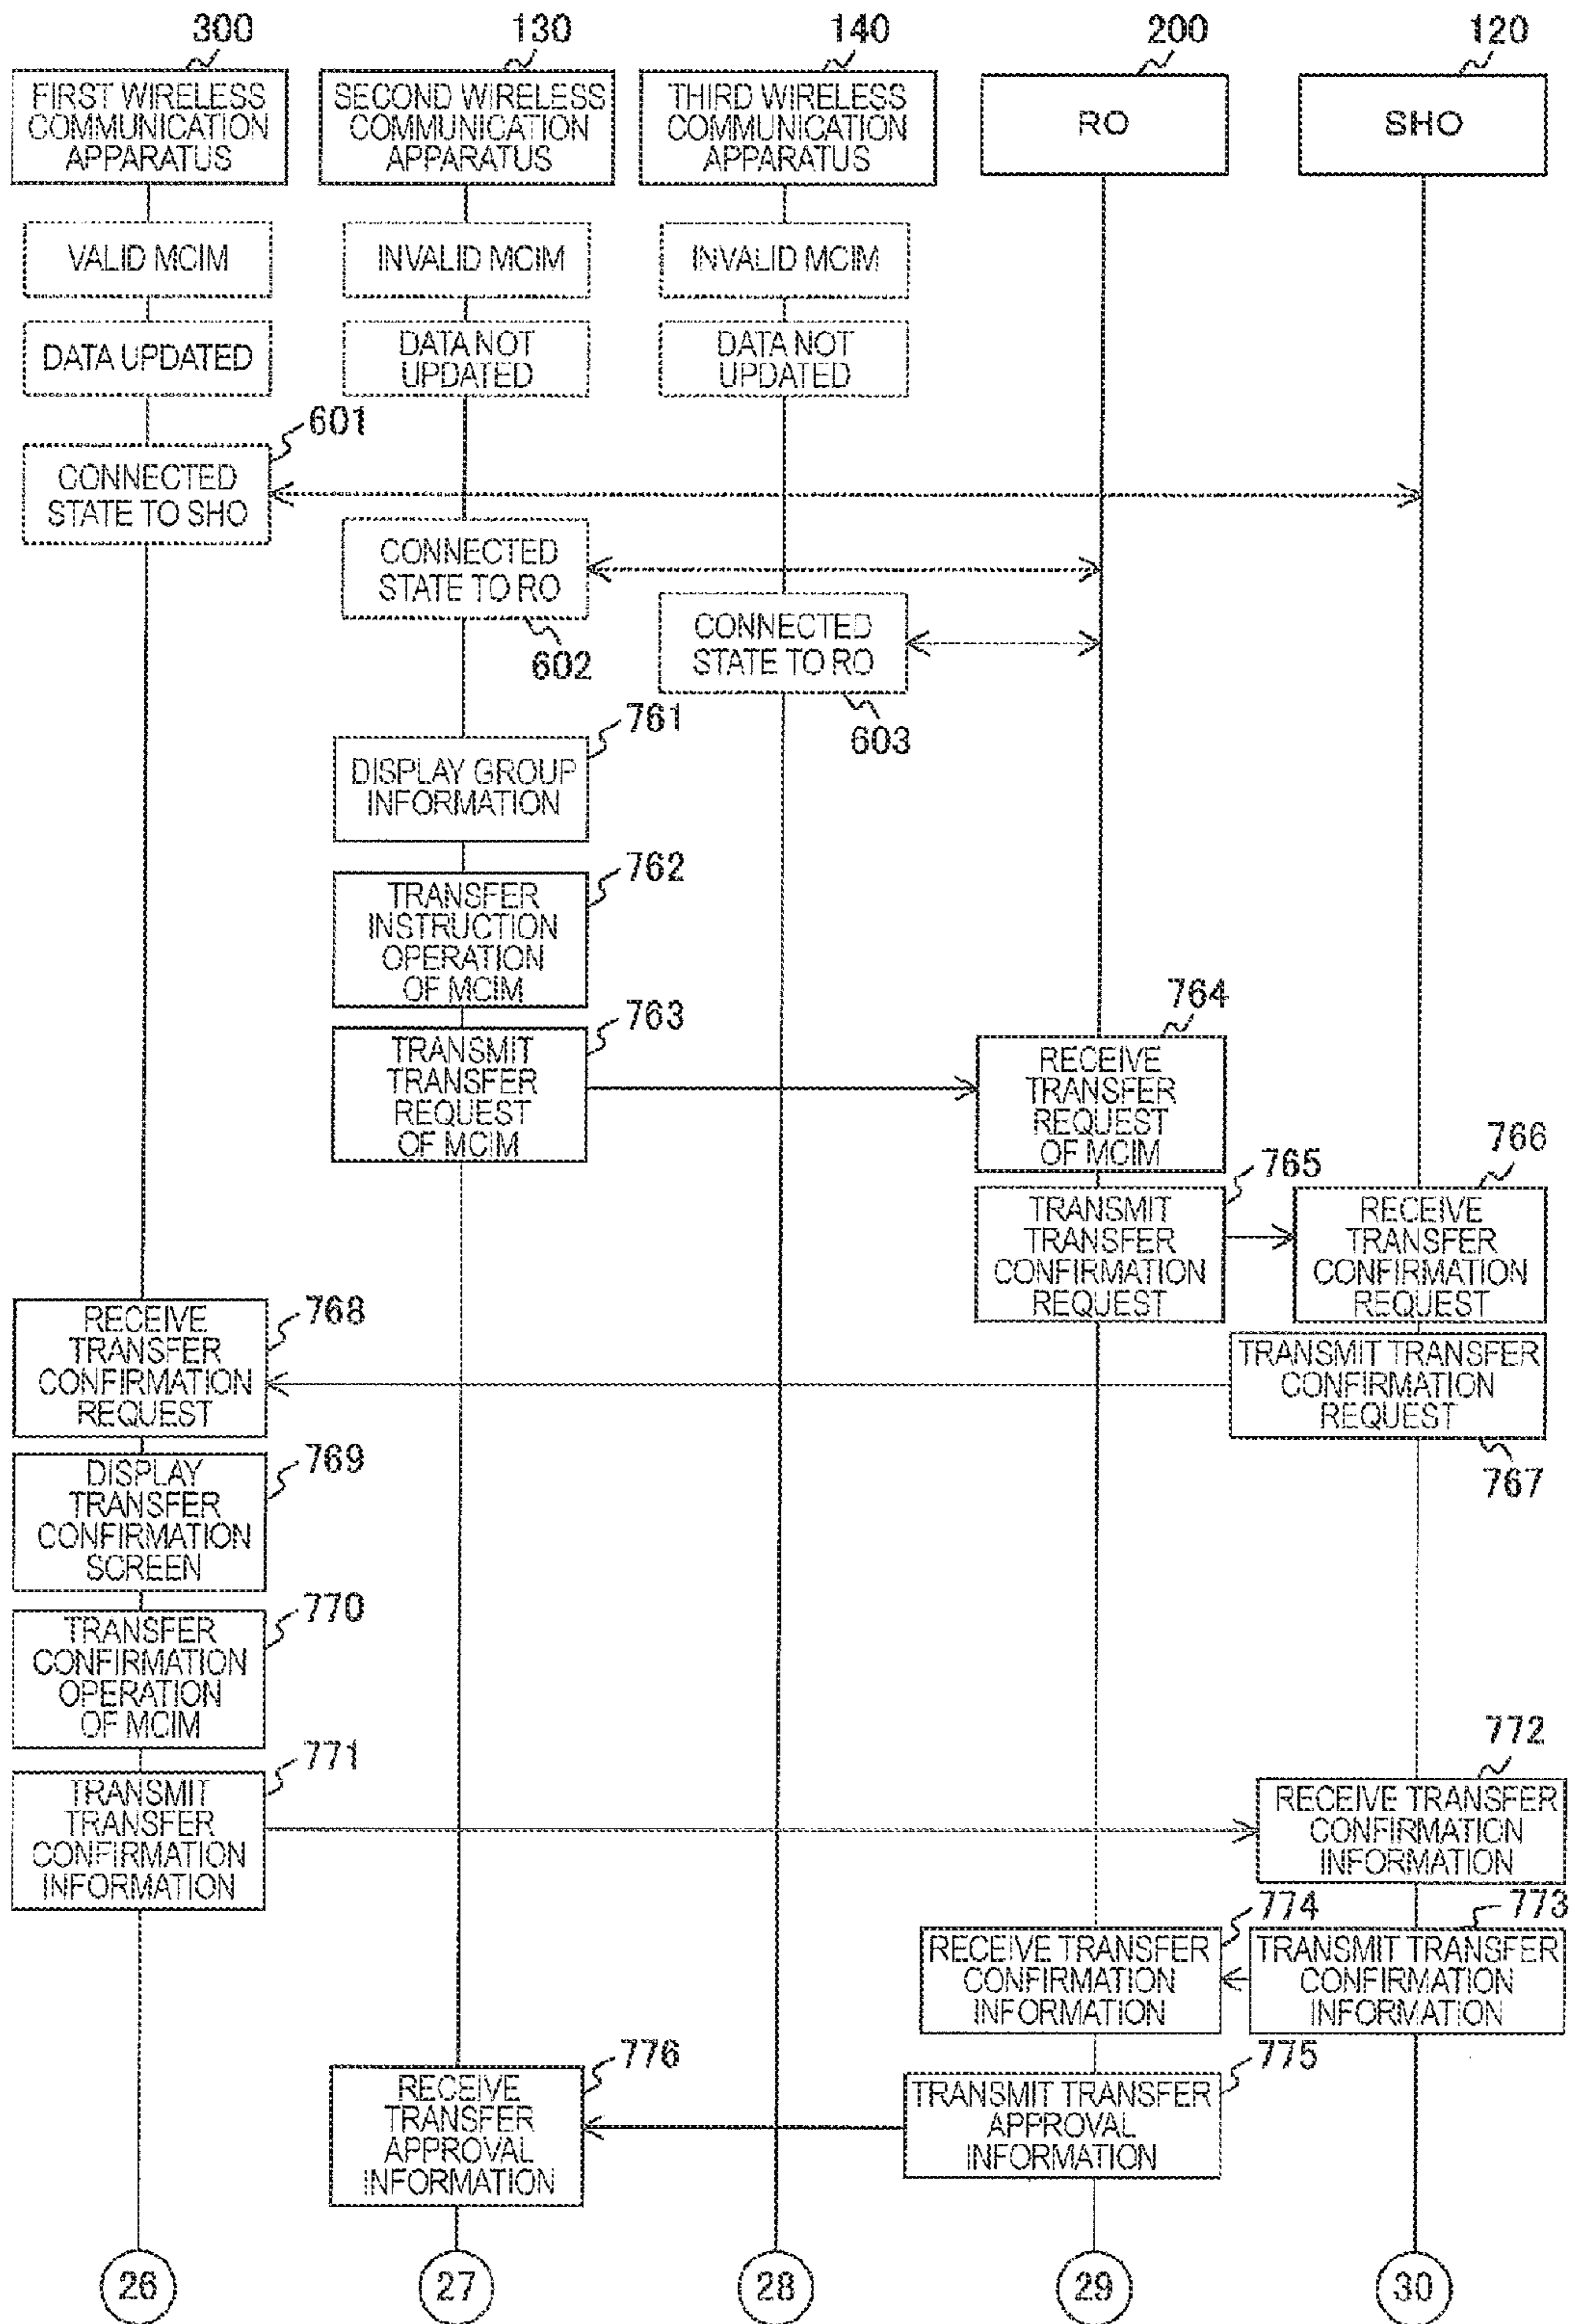 300
130
140
200
120
FIRST WIRELESS
COMMUNICATION
APPARATUS
SECOND WIRELESS
COMMUNICATION
APPARATUS
THIRD WIRELESS
COMMUNICATION
APPARATUS
RO
SHO
VALID MCIM
INVALID MCIM
INVALID MCIM
DATA UPDATED
DATA NOT
UPDATED
DATA NOT
UPDATED
601
CONNECTED
STATE TO SHO
CONNECTED
STATE TO RO
602
CONNECTED
STATE TO RO
603
761
DISPLAY GROUP
INFORMATION
762
TRANSFER
INSTRUCTION
OPERATION
OF MCIM
763
TRANSMIT
TRANSFER
REQUEST
OF MCIM
764
RECEIVE
TRANSFER
REQUEST
OF MCIM
765
TRANSMIT
TRANSFER
CONFIRMATION
REQUEST
766
RECEIVE
TRANSFER
CONFIRMATION
REQUEST
768
RECEIVE
TRANSFER
CONFIRMATION
REQUEST
TRANSMIT TRANSFER
CONFIRMATION
REQUEST
767
769
DISPLAY
TRANSFER
CONFIRMATION
SCREEN
770
TRANSFER
CONFIRMATION
OPERATION
OF MCIM
771
TRANSMIT
TRANSFER
CONFIRMATION
INFORMATION
772
RECEIVE TRANSFER
CONFIRMATION
INFORMATION
774
RECEIVE TRANSFER
CONFIRMATION
INFORMATION
773
TRANSMIT TRANSFER
CONFIRMATION
INFORMATION
776
RECEIVE
TRANSFER
APPROVAL
INFORMATION
775
TRANSMIT TRANSFER
APPROVAL
INFORMATION
26
27
28
29
30